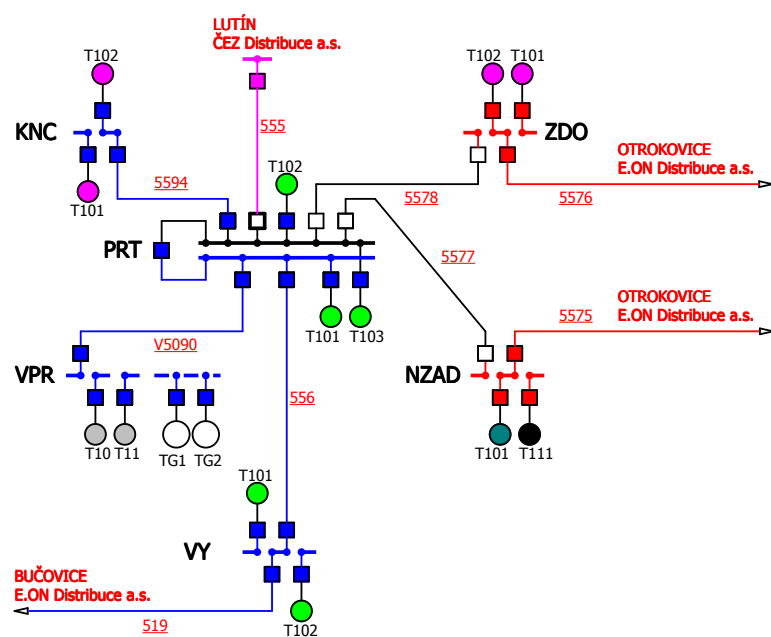 LUTÍN
ČEZ Distribuce a.s.
T102
T102
T101
KNC
555
ZDO
OTROKOVICE
E.ON Distribuce a.s.
T102
5594
T101
5578
5576
PRT
5577
OTROKOVICE
E.ON Distribuce a.s.
5575
T101
T103
V5090
VPR
NZAD
556
T10
T11
TG1
TG2
T101
T111
T101
VY
BUČOVICE
E.ON Distribuce a.s.
519
T102